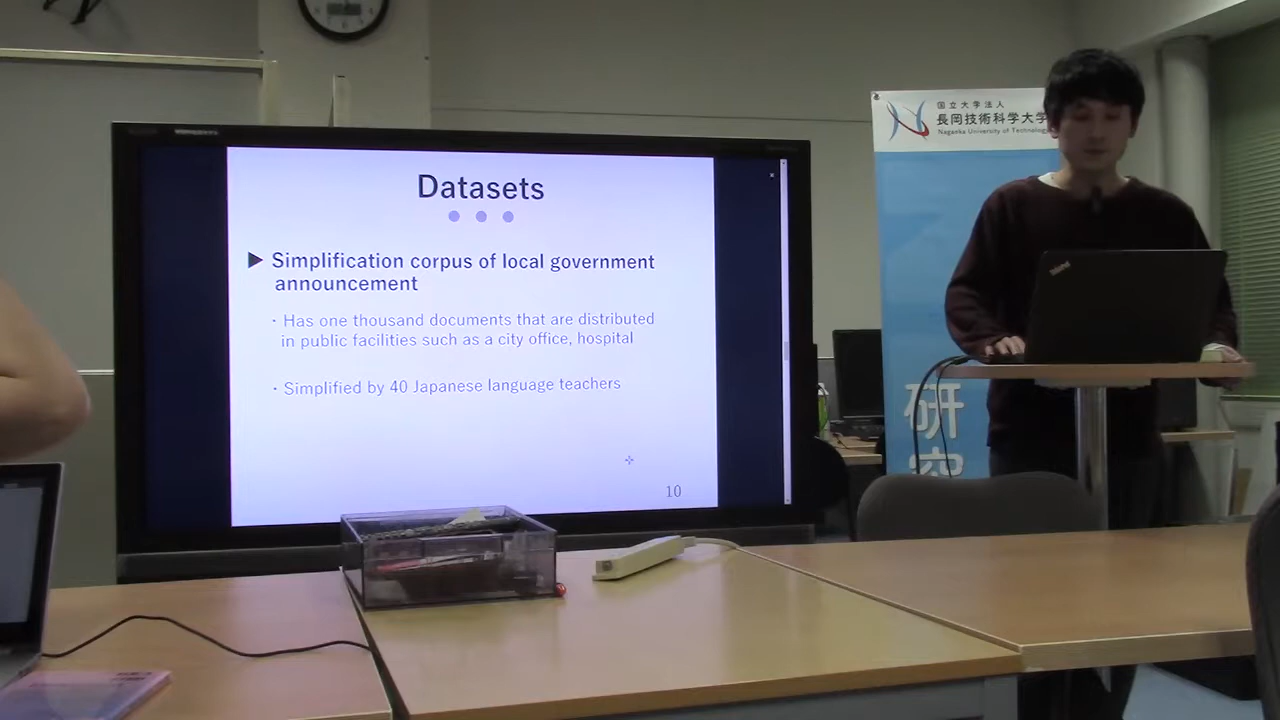 Datasets
▶ Simplification corpus of local government
announcement
・Has one thousand documents that are distributed
in public facilities such as a city office, hospital
・Simplified by 40 Japanese language teachers
10
国立大学法人
長岡技術科学大学
Nagaoka University of Technology
研
究
ThinkPad